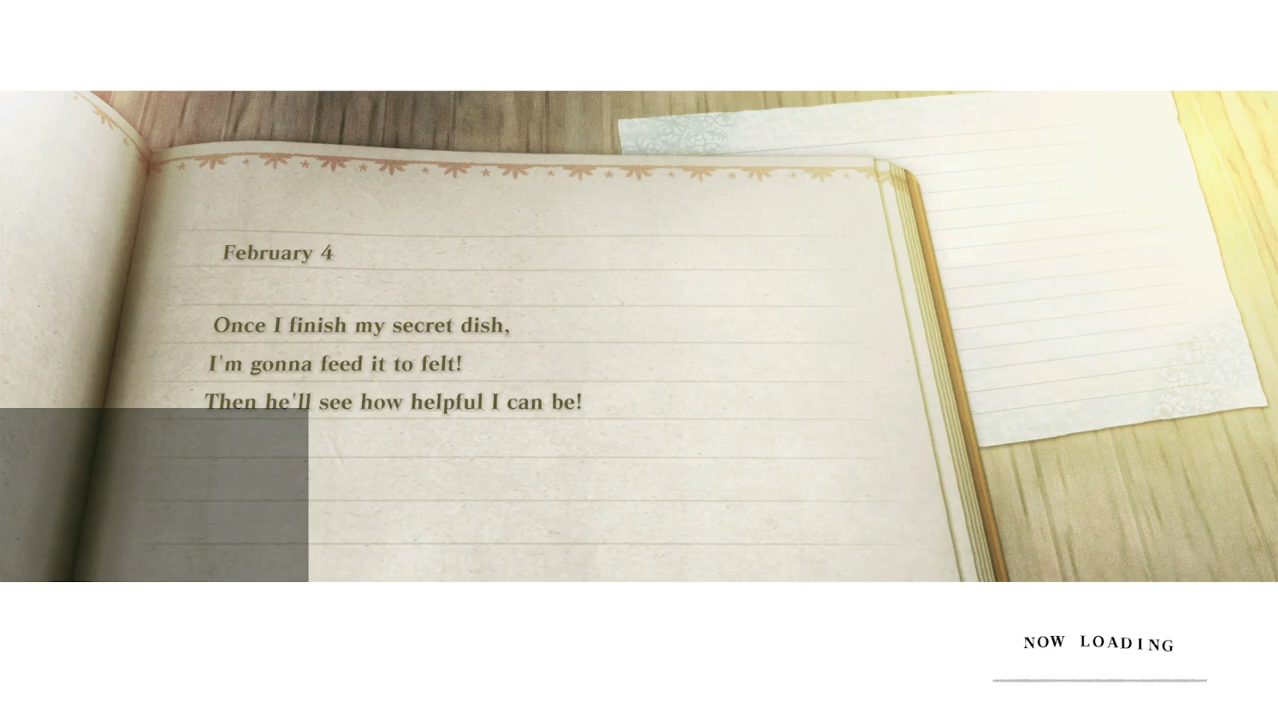 February 4
Once I finish my secret dish,
I'm gonna feed it to felt!
Then he'll see how helpful I can be!
NOW LOADING